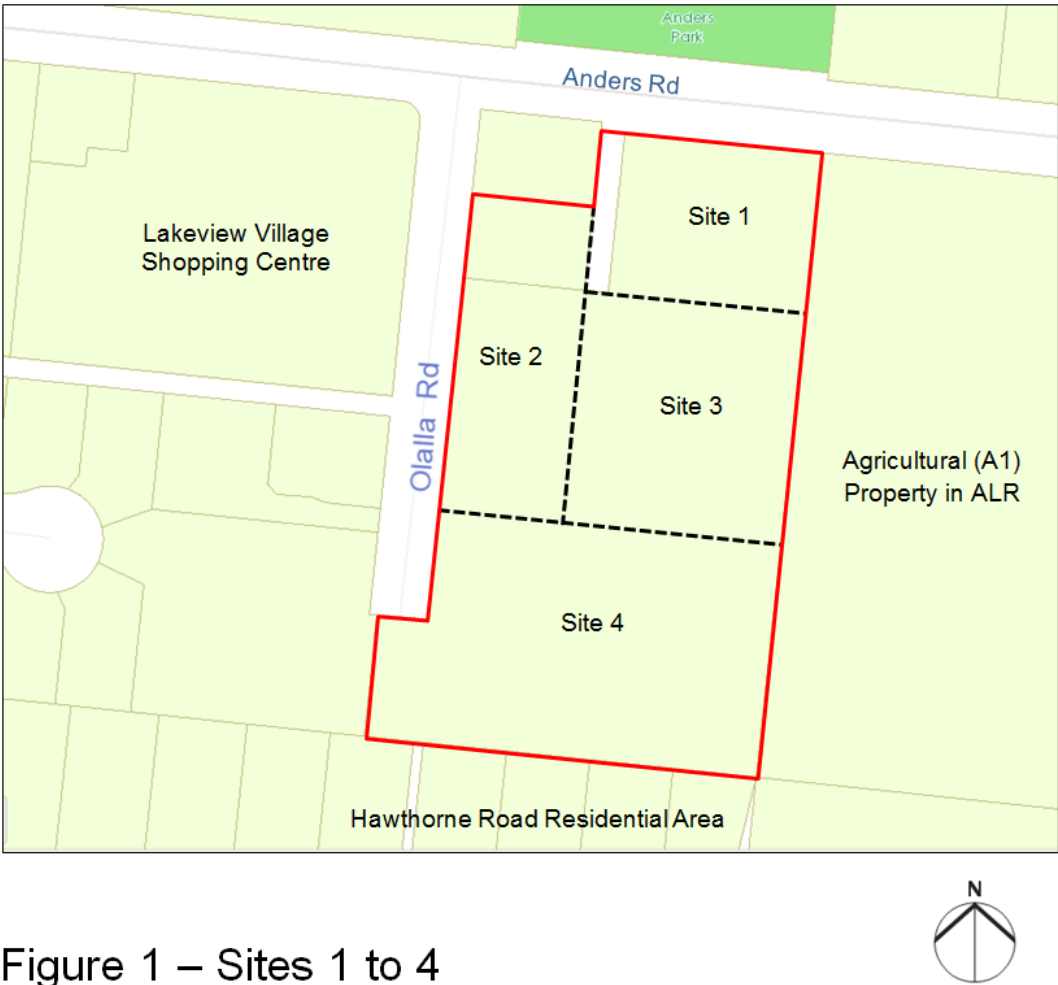 Anders
Park
Anders Rd
Site 1
Lakeview Village
Shopping Centre
Site 2
Olalla Rd
Site 3
Agricultural (A1)
Property in ALR
Site 4
Hawthorne Road Residential Area
N
Figure 1 – Sites 1 to 4